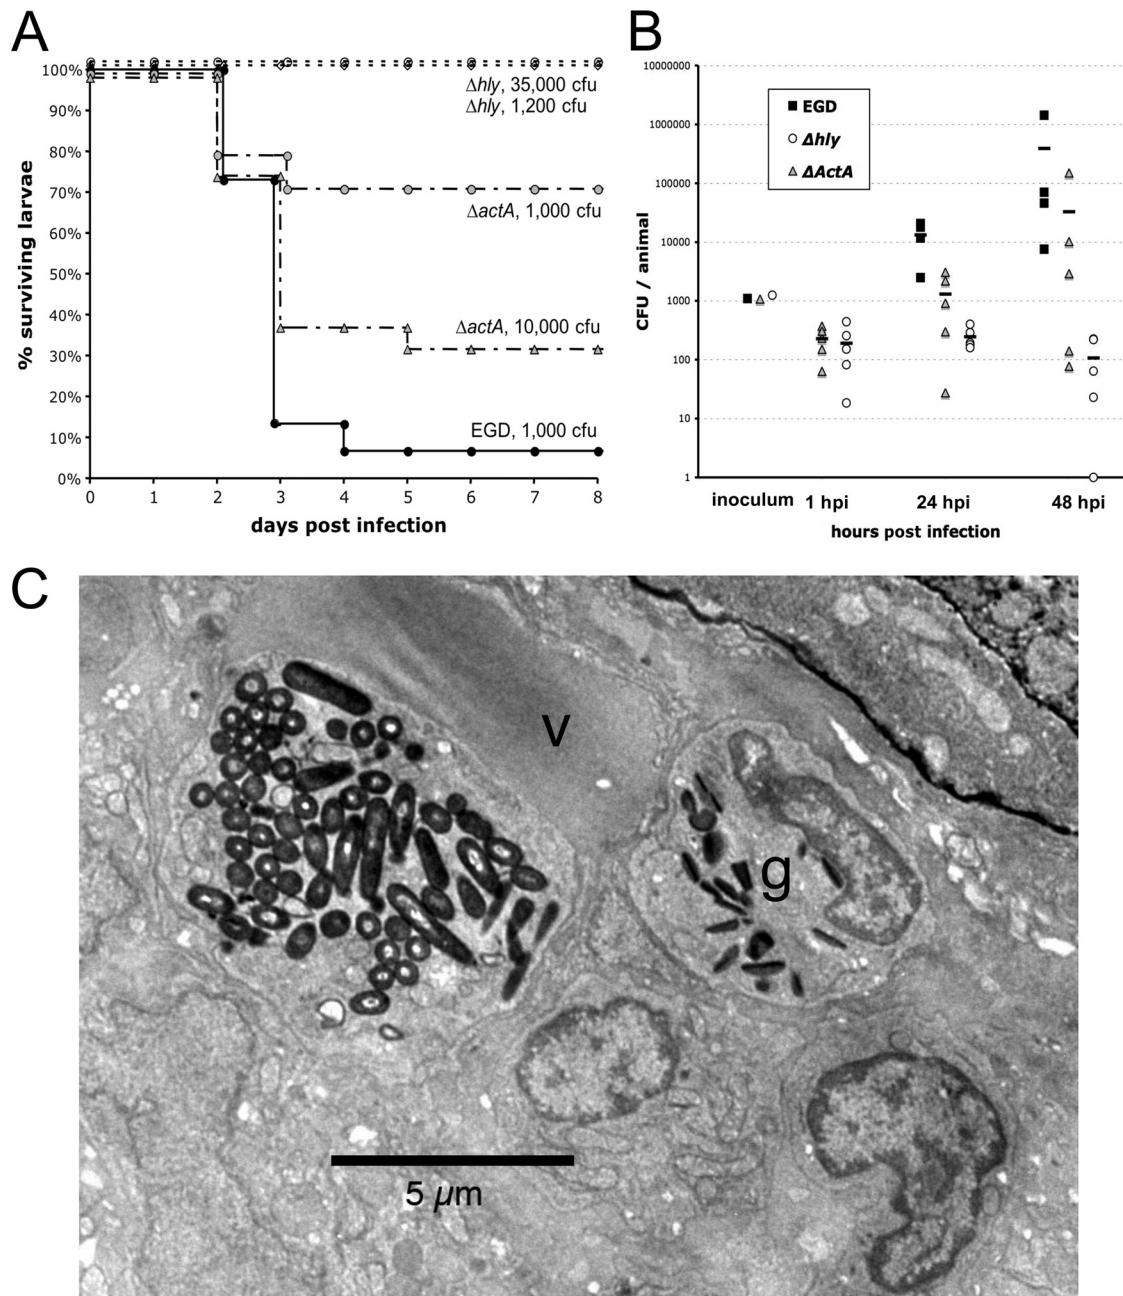 A
100%
90%
80%
70%
60%
50%
40%
30%
20%
10%
0%
% surviving larvae
Δhly, 35,000 cfu
Δhly, 1,200 cfu
ΔactA, 1,000 cfu
ΔactA, 10,000 cfu
EGD, 1,000 cfu
0 1 2 3 4 5 6 7 8
days post infection
B
10000000
1000000
100000
10000
1000
100
10
1
CFU / animal
EGD
Δhly
ΔActA
inoculum 1 hpi 24 hpi 48 hpi
hours post infection
C
v
g
5 µm